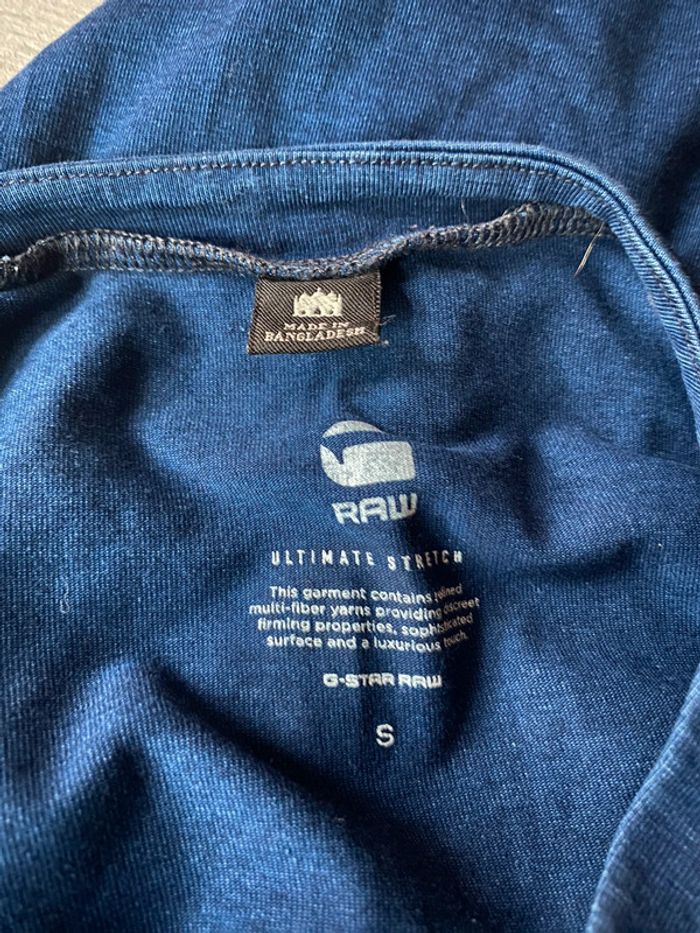 MADE IN
BANGLADESH
RAW
ULTIMATE STRETCH
This garment contains refined
multi-fiber yarns providing discreet
firming properties, sophisticated
surface and a luxurious touch.
G-STAR RAW
S